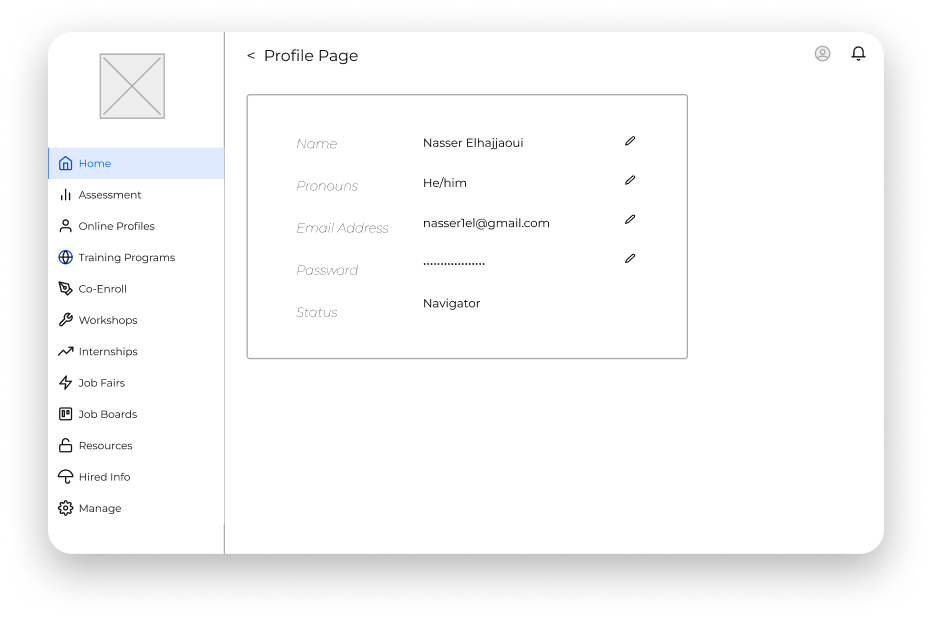 < Profile Page
Home
Assessment
Online Profiles
Training Programs
Co-Enroll
Workshops
Internships
Job Fairs
Job Boards
Resources
Hired Info
Manage
Name Nasser Elhajjaoui
Pronouns He/him
Email Address nasser1el@gmail.com
Password ..................
Status Navigator